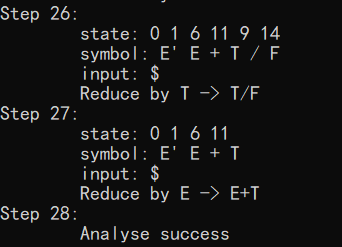 Step 26:
state: 0 1 6 11 9 14
symbol: E' E + T / F
input: $
Reduce by T -> T/F
Step 27:
state: 0 1 6 11
symbol: E' E + T
input: $
Reduce by E -> E+T
Step 28:
Analyse success